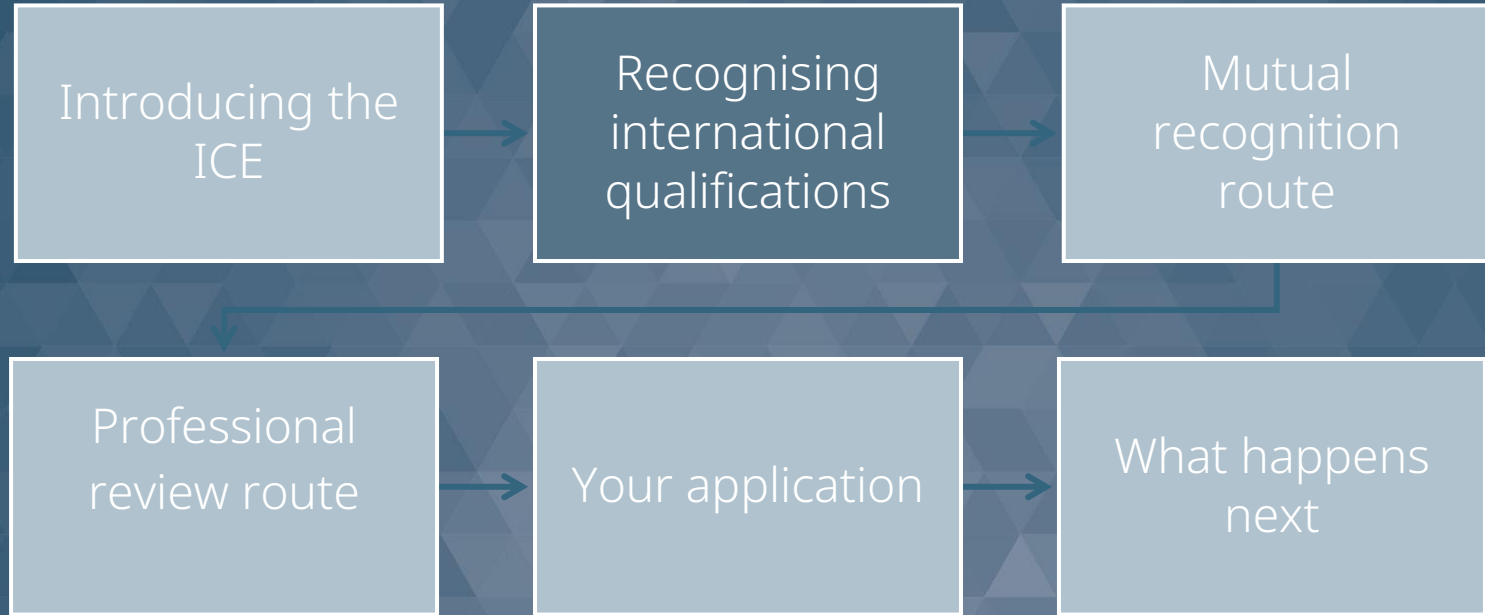 Introducing the
ICE
Recognising
international
qualifications
Mutual
recognition
route
Professional
review route
Your application
What happens
next